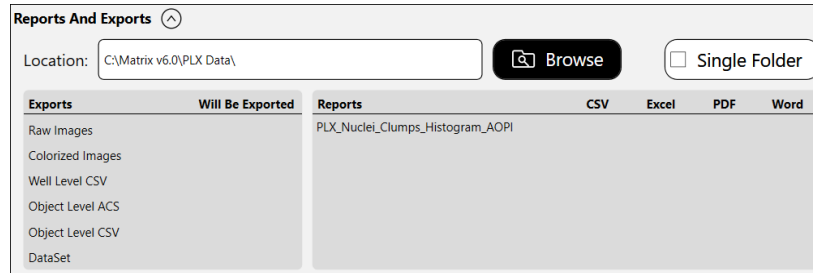 Reports And Exports
Location: C:\Matrix v6.0\PLX Data\ Browse Single Folder
Exports Will Be Exported Reports CSV Excel PDF Word
Raw Images PLX_Nuclei_Clumps_Histogram_AOPI
Colorized Images
Well Level CSV
Object Level ACS
Object Level CSV
DataSet